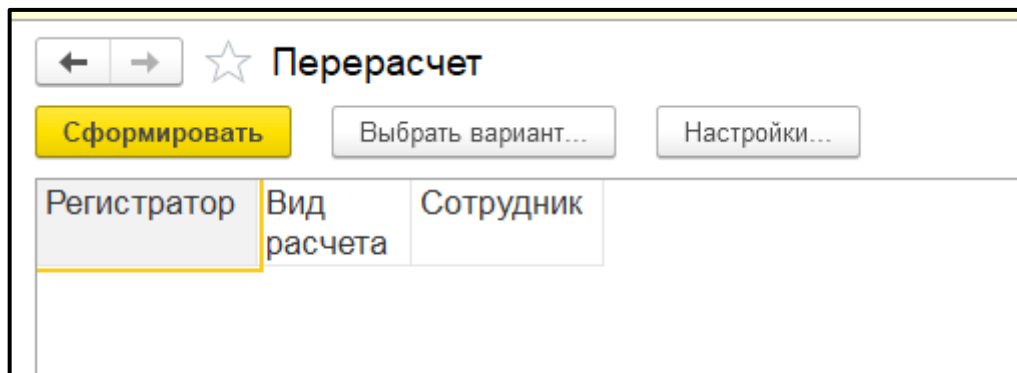 Перерасчет
Сформировать Выбрать вариант... Настройки...
Регистратор Вид расчета Сотрудник